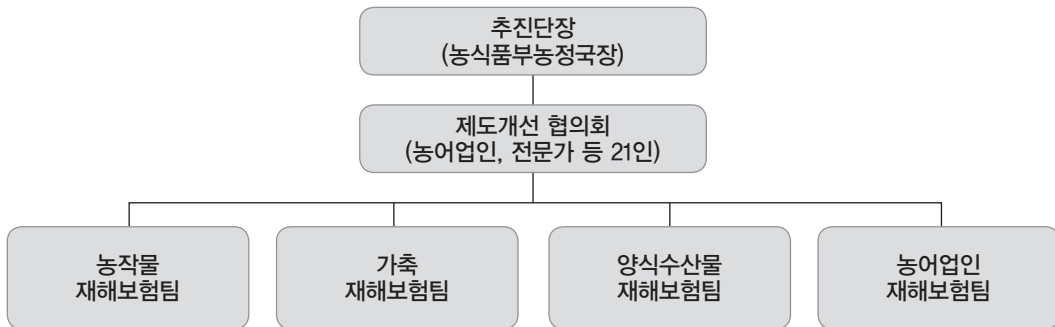 추진단장
(농식품부농정국장)
제도개선 협의회
(농어업인, 전문가 등 21인)
농작물
재해보험팀
가축
재해보험팀
양식수산물
재해보험팀
농어업인
재해보험팀